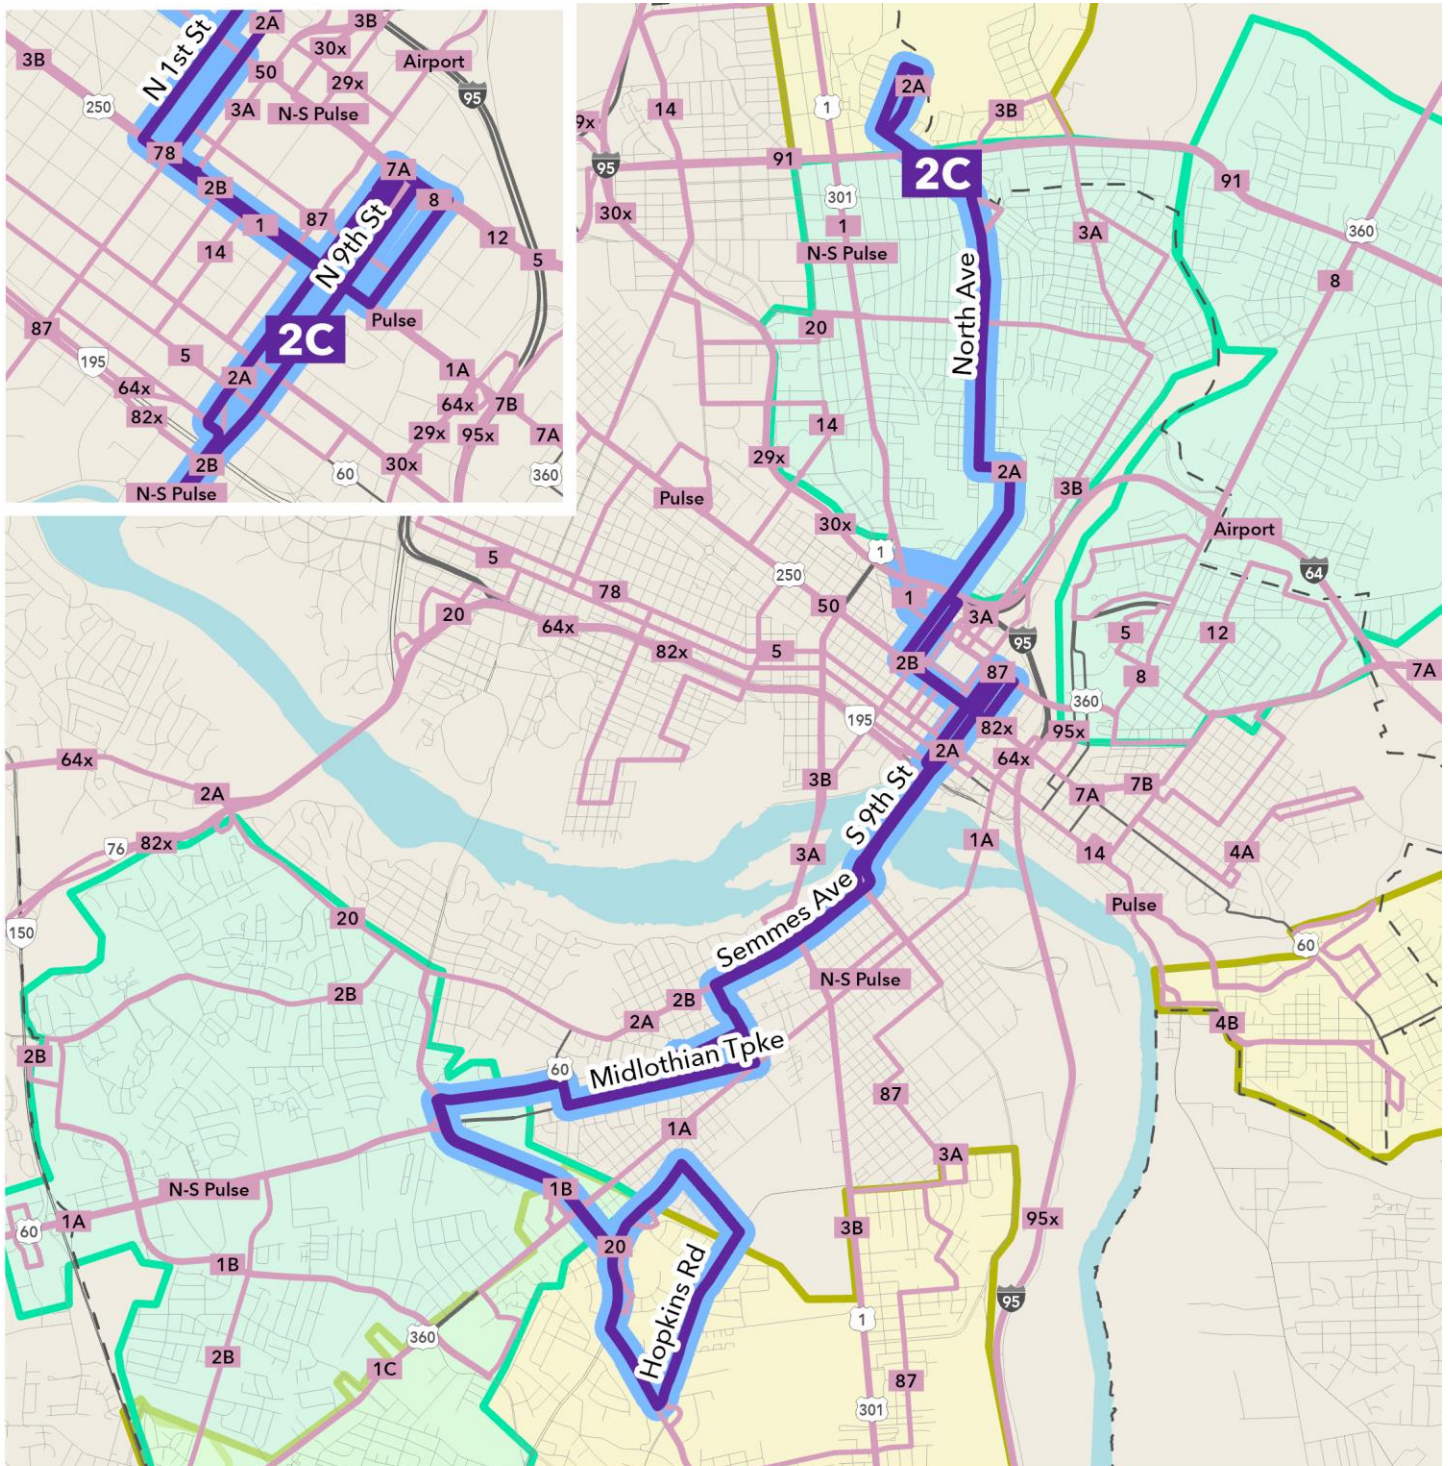 2A
3B
30x
N 1st St
50
Airport
3B
29x
95
250
3A
N-S Pulse
78
7A
2B
8
87
1
N 9th St
12
14
5
Pulse
87
2C
5
195
2A
1A
64x
64x
7B
82x
29x
95x
7A
2B
30x
60
360
N-S Pulse
2A
14
1
3B
9x
95
91
2C
91
301
30x
1
3A
360
N-S Pulse
8
North Ave
20
14
29x
2A
3B
Pulse
30x
Airport
1
5
250
64
78
1
50
20
3A
64x
95
5
12
82x
5
2B
87
8
7A
360
195
82x
95x
2A
64x
64x
3B
7B
2A
7A
S 9th St
76
82x
1A
3A
14
4A
Semmes Ave
Pulse
20
150
60
N-S Pulse
2B
2B
2A
4B
2B
Midlothian Tpke
60
87
1A
3A
N-S Pulse
1B
1A
60
3B
95x
20
1B
Hopkins Rd
95
1
360
2B
1C
87
301